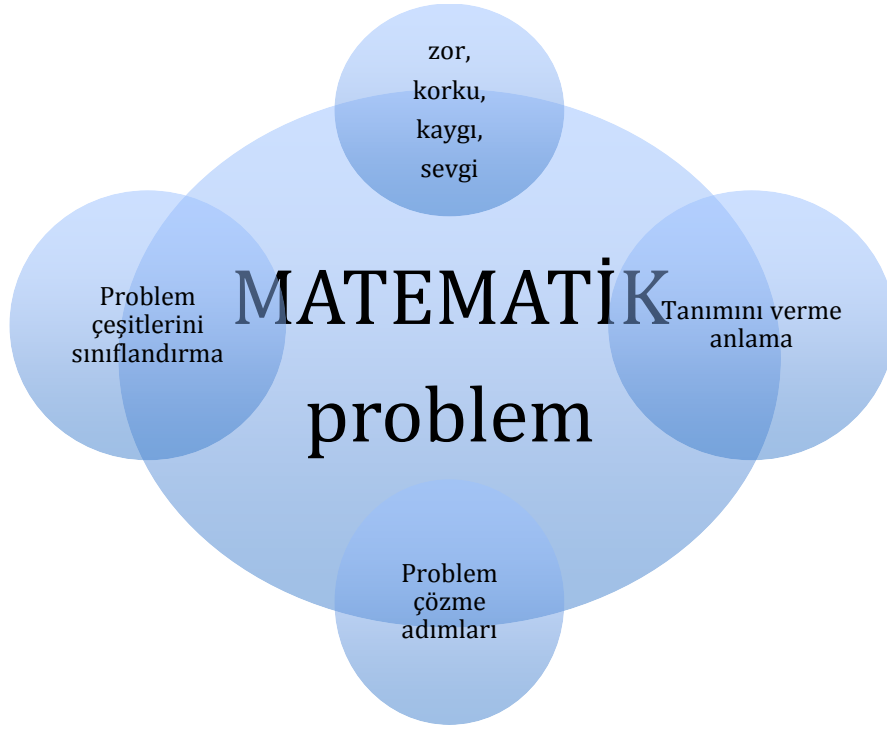 zor,
korku,
kaygı,
sevgi
Problem
çeşitlerini
sınıflandırma
MATEMATİK
problem
Tanımını verme
anlama
Problem
çözme
adımları